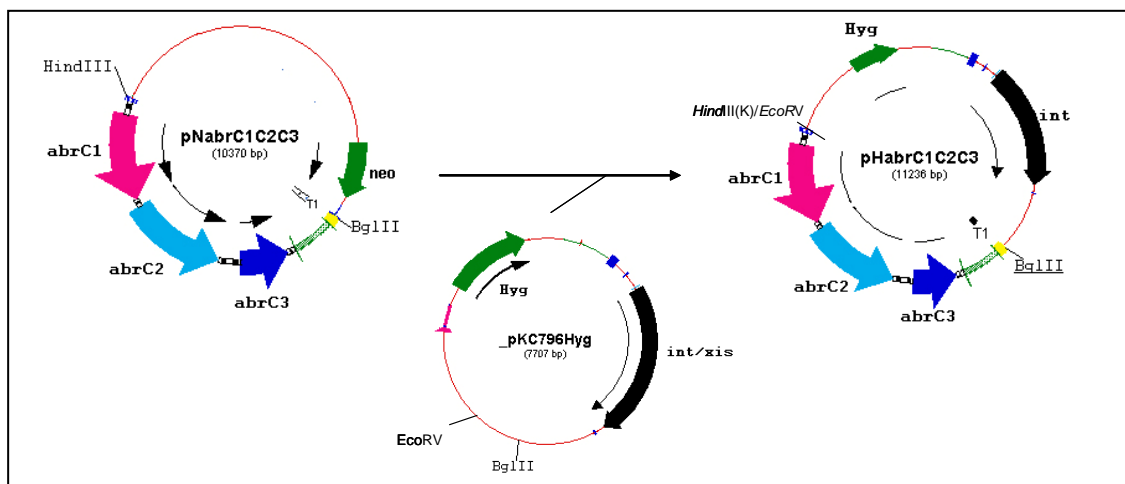 HindIII
pNabrC1C2C3
(10370 bp)
abrC1
neo
T1
BglII
abrC2
abrC3
Hyg
_pKC796Hyg
(7707 bp)
int/xis
EcoRV
BglII
Hyg
HindIII(K)/EcoRV
int
pHabrC1C2C3
(11236 bp)
abrC1
T1
BglII
abrC2
abrC3